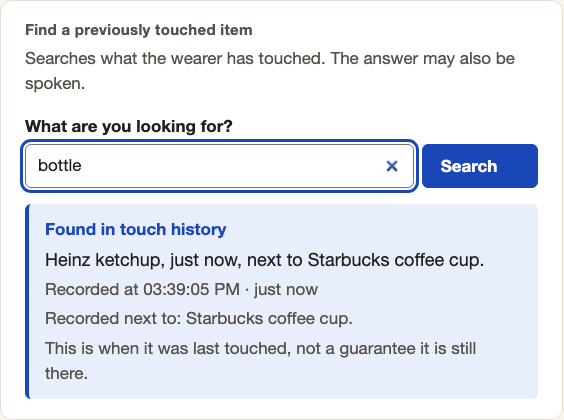 Find a previously touched item
Searches what the wearer has touched. The answer may also be
spoken.
What are you looking for?
bottle
Search
Found in touch history
Heinz ketchup, just now, next to Starbucks coffee cup.
Recorded at 03:39:05 PM · just now
Recorded next to: Starbucks coffee cup.
This is when it was last touched, not a guarantee it is still
there.